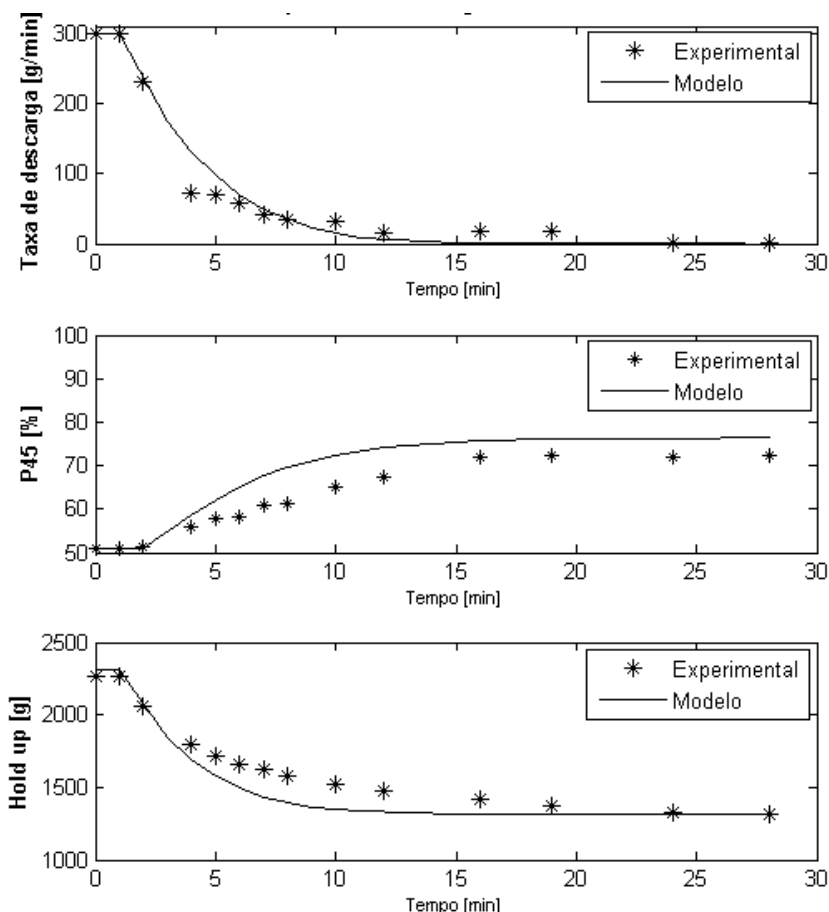 300
200
100
0
Taxa de descarga [g/min]
Experimental
Modelo
0 5 10 15 20 25 30
Tempo [min]
100
90
80
70
60
50
P45 [%]
Experimental
Modelo
0 5 10 15 20 25 30
Tempo [min]
2500
2000
1500
1000
Hold up [g]
Experimental
Modelo
0 5 10 15 20 25 30
Tempo [min]